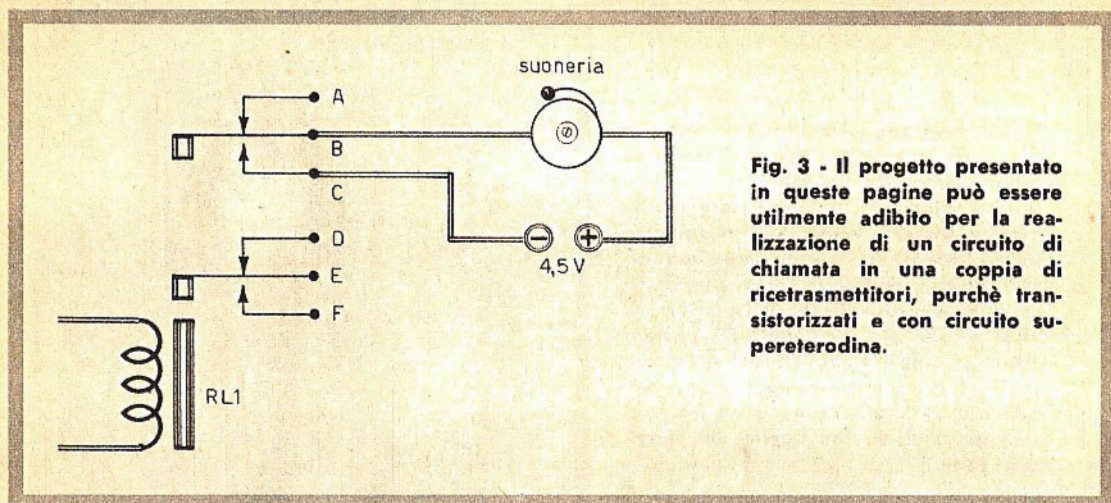 suoneria
A
B
C
D
E
F
RL1
4,5 V
Fig. 3 - Il progetto presentato
in queste pagine può essere
utilmente adibito per la rea-
lizzazione di un circuito di
chiamata in una coppia di
ricetrasmettitori, purchè tran-
sistorizzati e con circuito su-
pereterodina.